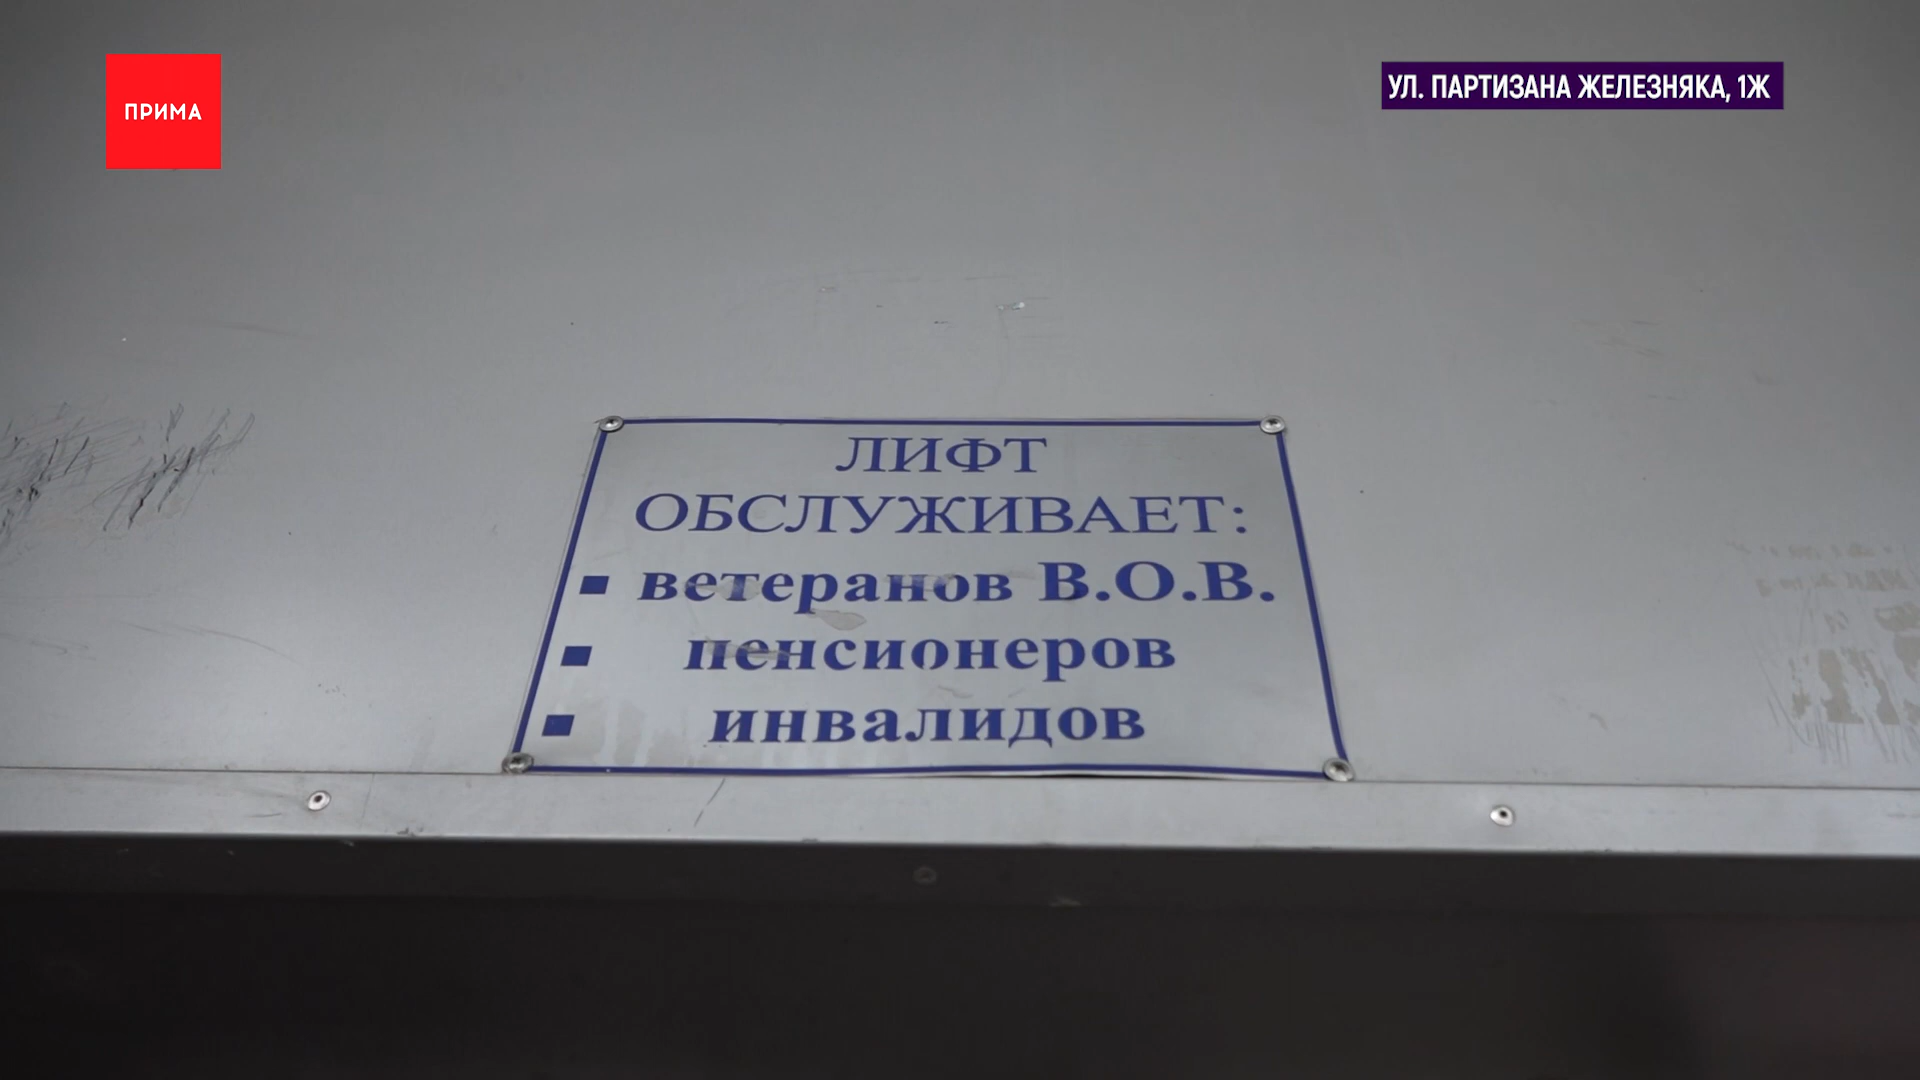 ПРИМА
УЛ. ПАРТИЗАНА ЖЕЛЕЗНЯКА, 1Ж
ЛИФТ
ОБСЛУЖИВАЕТ:
▪ ветеранов В.О.В.
▪ пенсионеров
▪ инвалидов